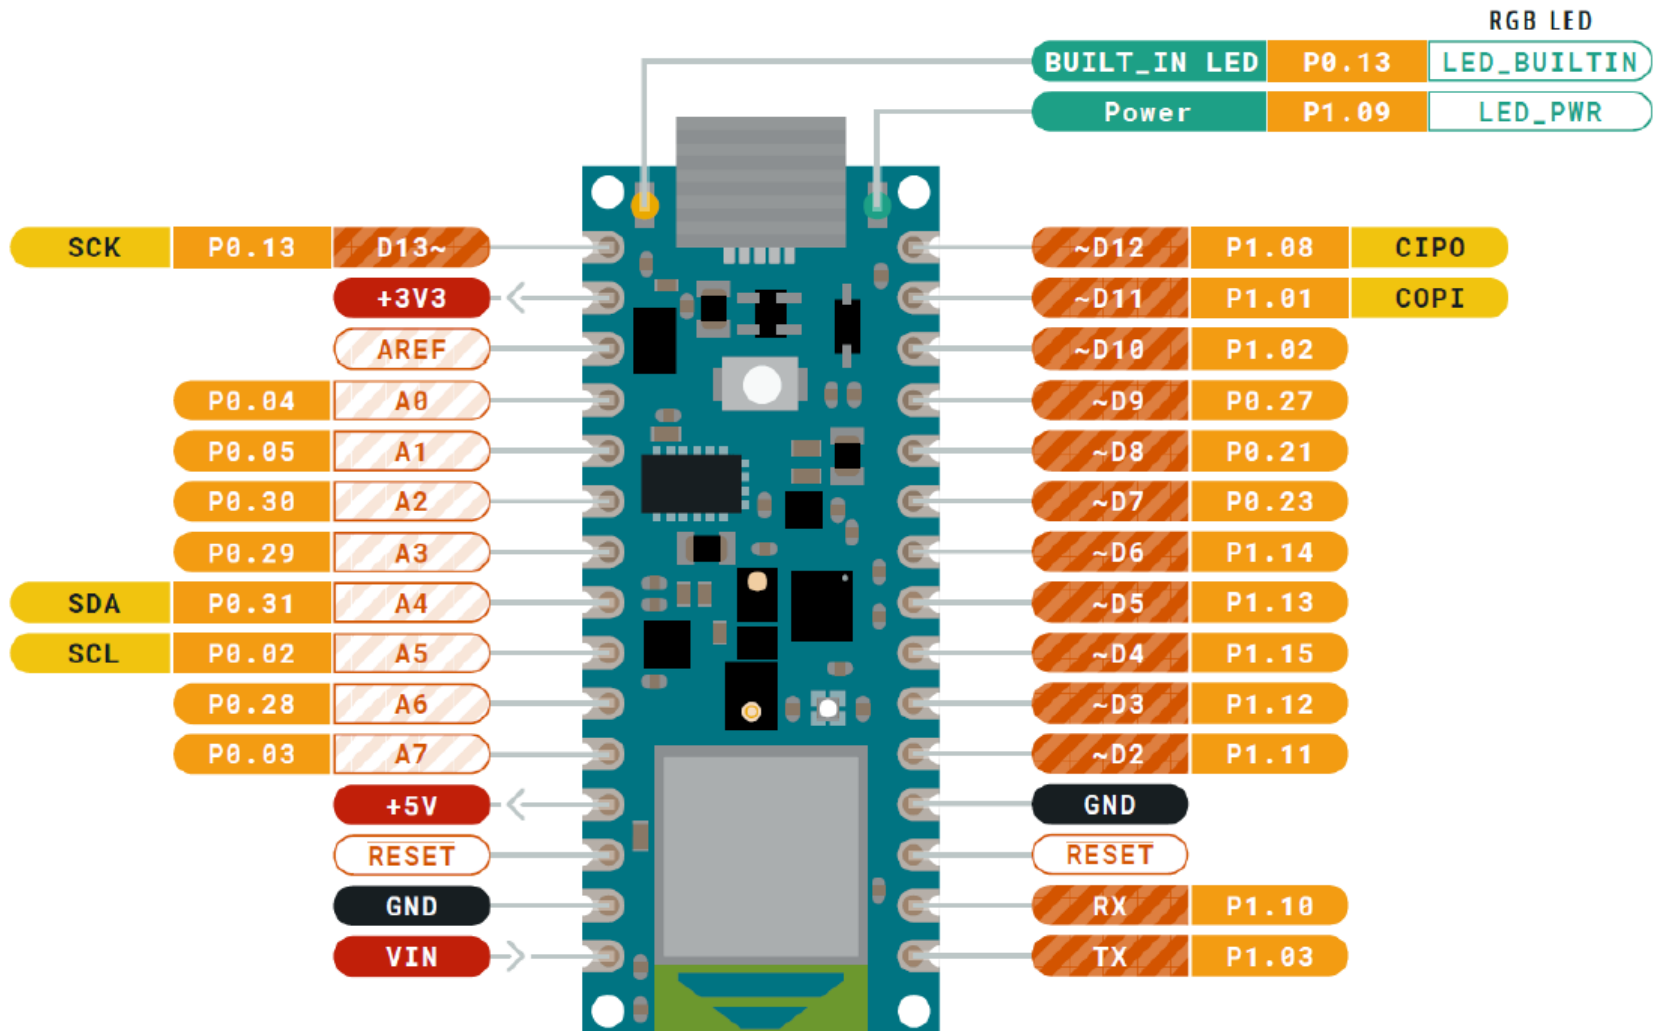 RGB LED
BUILT_IN LED P0.13 LED_BUILTIN
Power P1.09 LED_PWR
SCK P0.13 D13~ ~D12 P1.08 CIPO
+3V3 ~D11 P1.01 COPI
AREF ~D10 P1.02
P0.04 A0 ~D9 P0.27
P0.05 A1 ~D8 P0.21
P0.30 A2 ~D7 P0.23
P0.29 A3 ~D6 P1.14
SDA P0.31 A4 ~D5 P1.13
SCL P0.02 A5 ~D4 P1.15
P0.28 A6 ~D3 P1.12
P0.03 A7 ~D2 P1.11
+5V GND
RESET RESET
GND RX P1.10
VIN TX P1.03